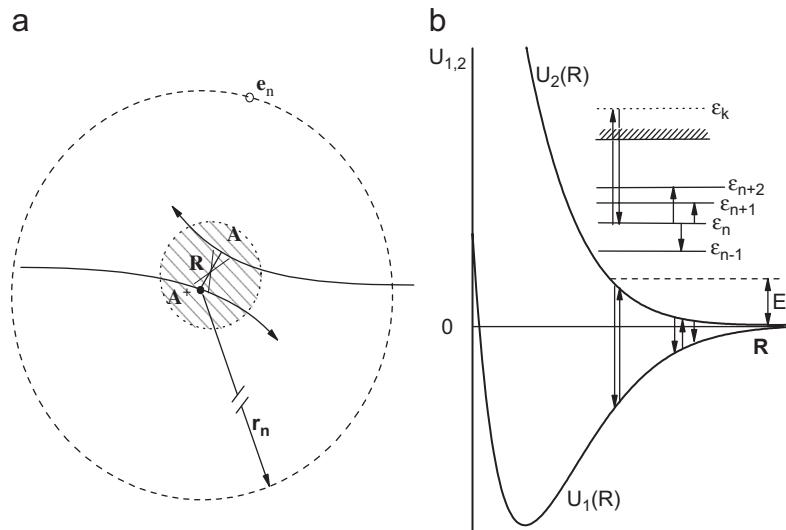 a
e_n
A
R
A^+
r_n
b
U_{1,2}
U_2(R)
ε_k
ε_{n+2}
ε_{n+1}
ε_n
ε_{n-1}
E
0
R
U_1(R)